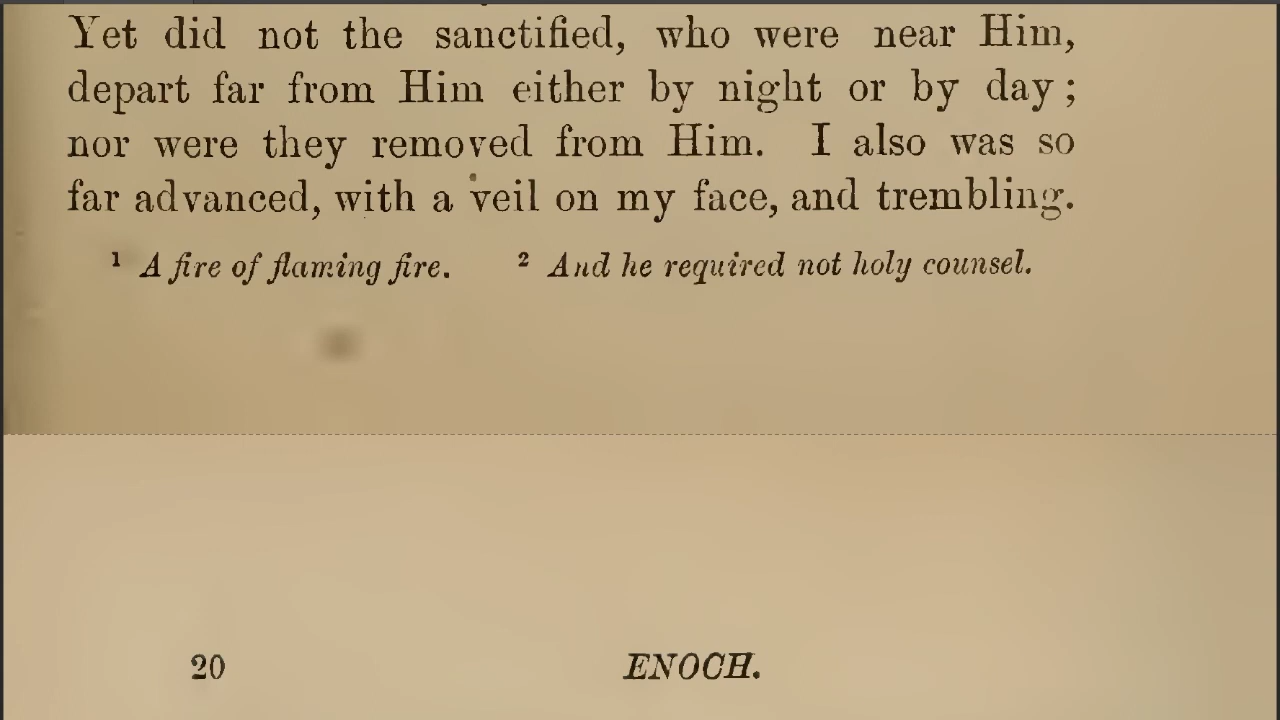 Yet did not the sanctified, who were near Him,
depart far from Him either by night or by day;
nor were they removed from Him. I also was so
far advanced, with a veil on my face, and trembling.
¹ A fire of flaming fire. ² And he required not holy counsel.
20 ENOCH.